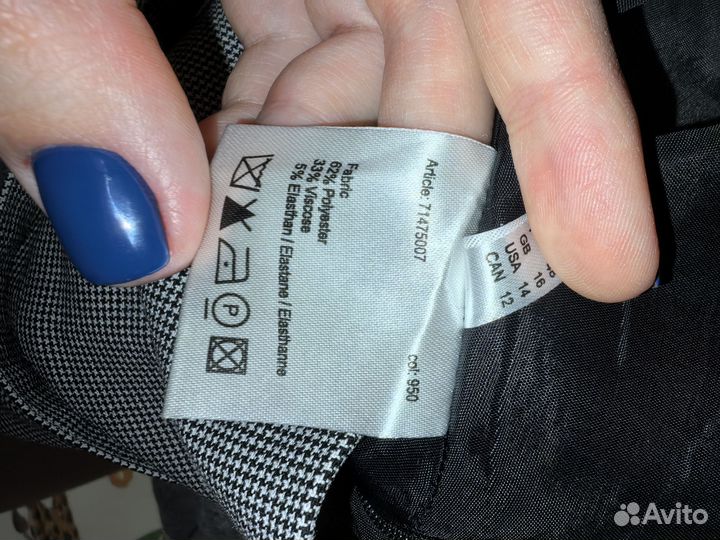 Article: 71475007
col: 950
Fabric
62% Polyester
33% Viscose
5% Elasthan / Elastane / Elasthanne
P
GB 16
USA 14
CAN 12
Avito